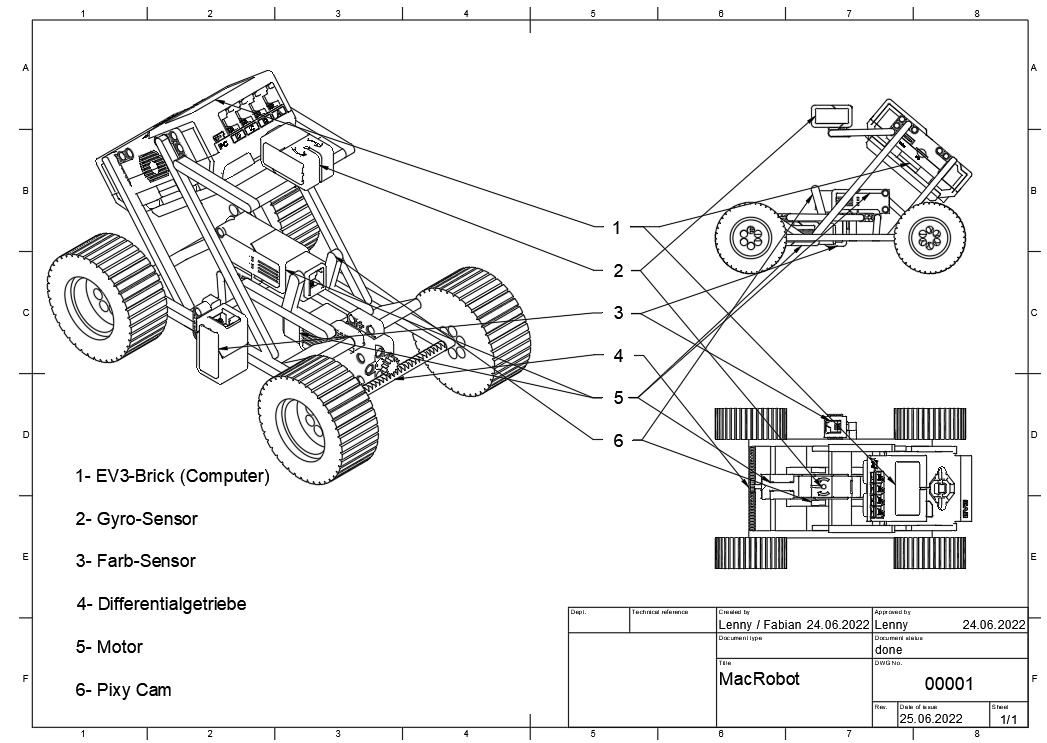 1 2 3 4 5 6 7 8
A A
B B
C C
D D
E E
F F
PC
1
2
3
4
5
6
1- EV3-Brick (Computer)
2- Gyro-Sensor
3- Farb-Sensor
4- Differentialgetriebe
5- Motor
6- Pixy Cam
Dept. Technical reference Created by Approved by
Lenny / Fabian 24.06.2022 Lenny 24.06.2022
Document type Document status
done
Title DWG No.
MacRobot 00001
Rev. Date of issue Sheet
25.06.2022 1/1
1 2 3 4 5 6 7 8